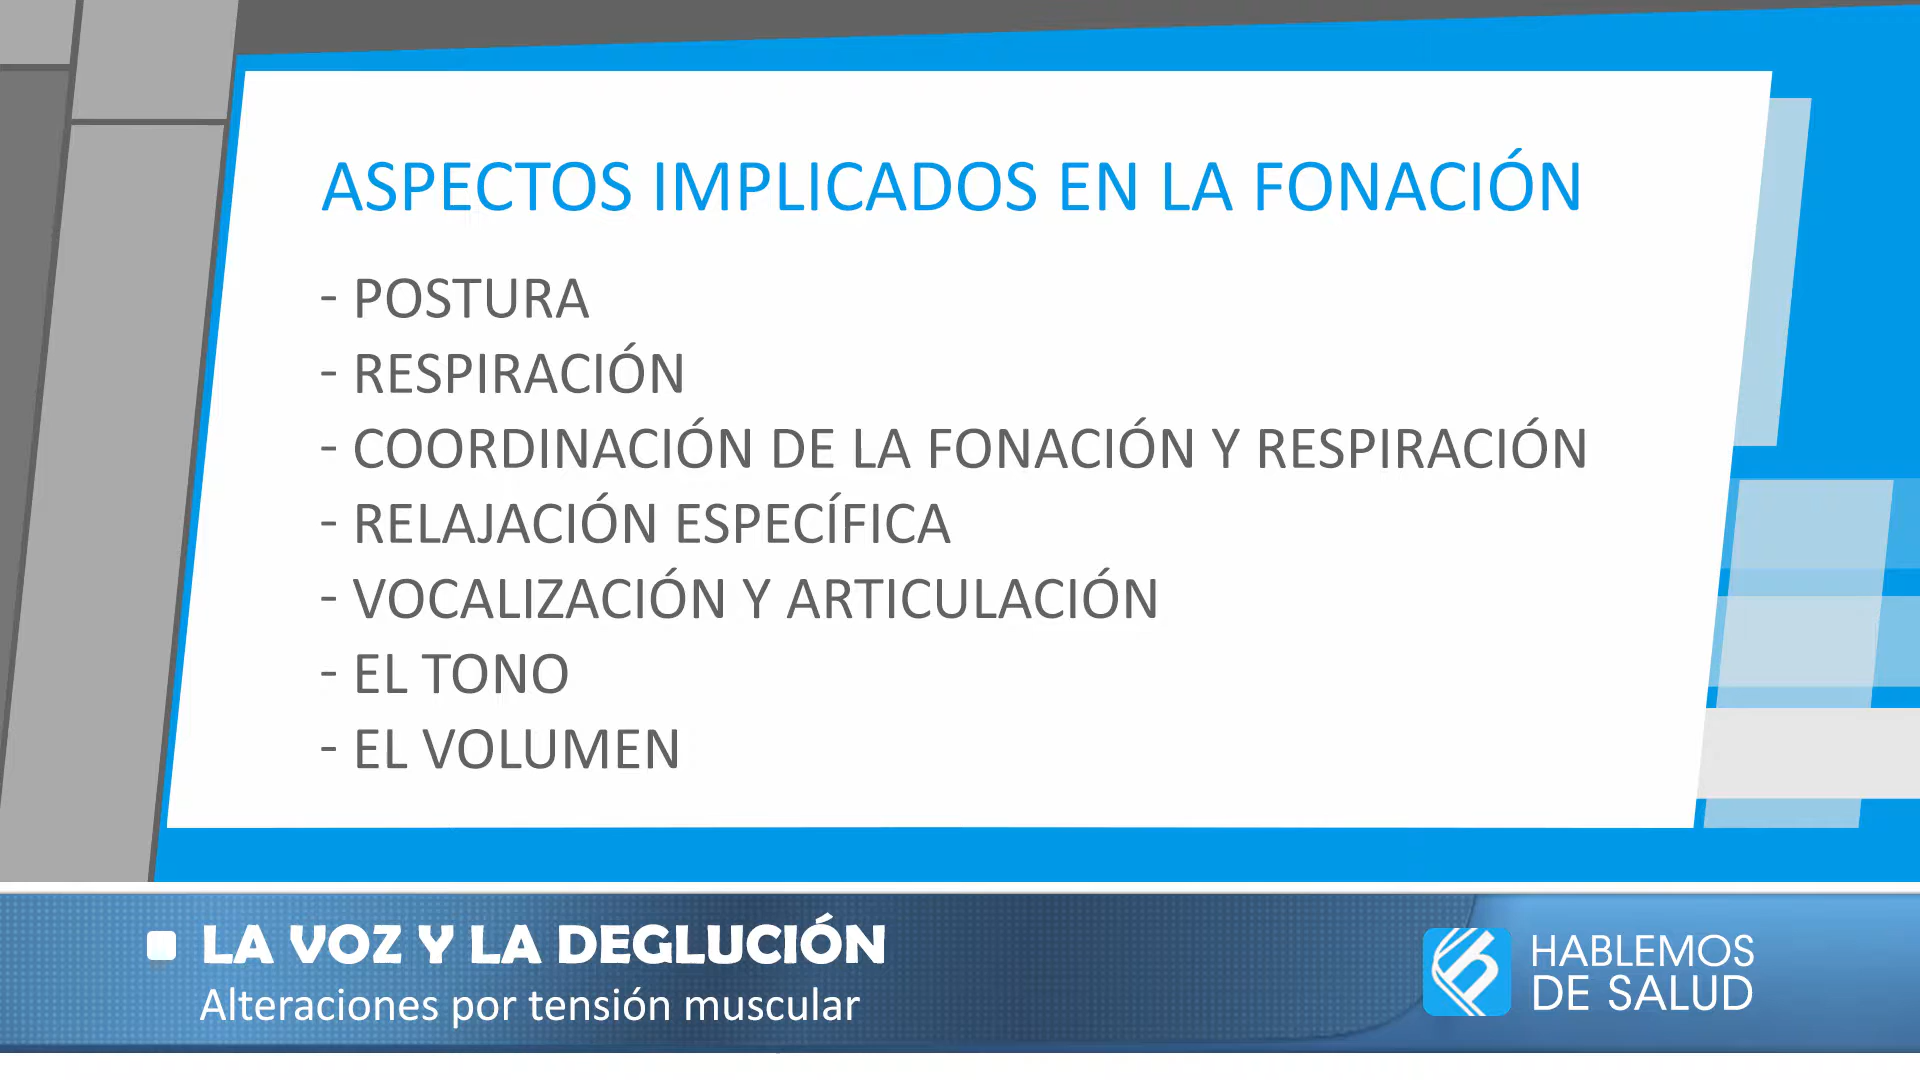 ASPECTOS IMPLICADOS EN LA FONACIÓN
- POSTURA
- RESPIRACIÓN
- COORDINACIÓN DE LA FONACIÓN Y RESPIRACIÓN
- RELAJACIÓN ESPECÍFICA
- VOCALIZACIÓN Y ARTICULACIÓN
- EL TONO
- EL VOLUMEN
LA VOZ Y LA DEGLUCIÓN
Alteraciones por tensión muscular
HABLEMOS
DE SALUD